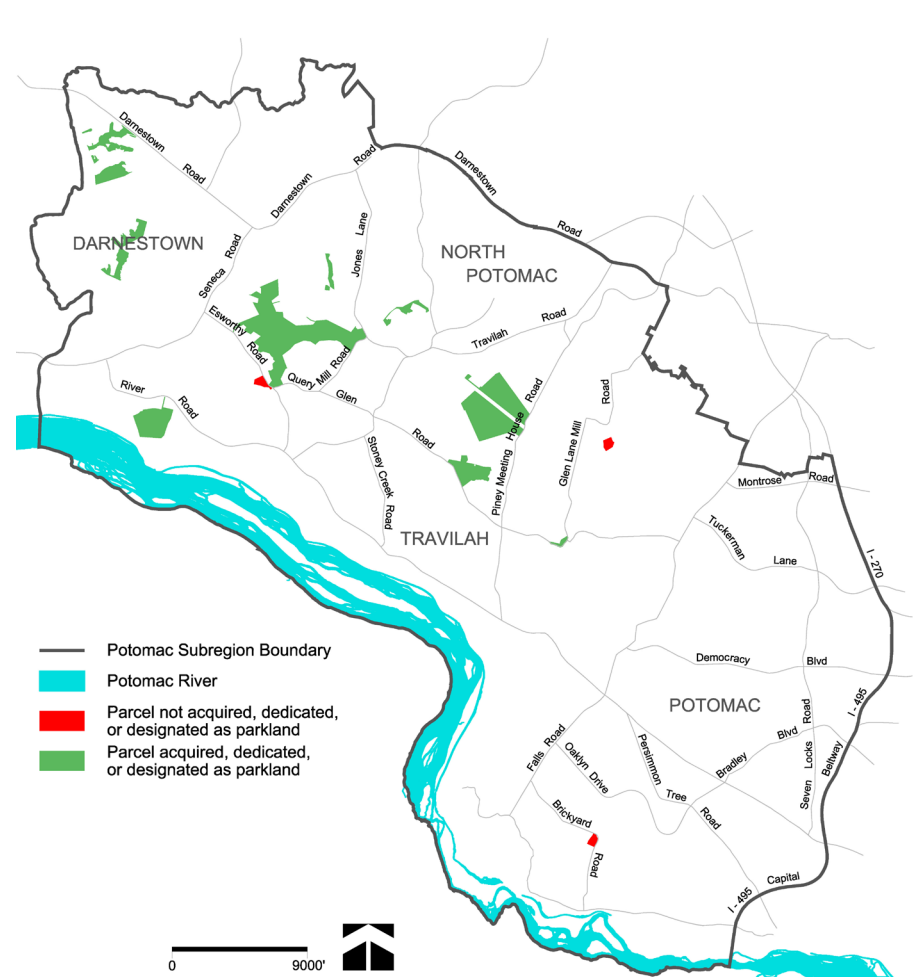 Darnestown
Road
Darnestown
Road
Darnestown
Road
DARNESTOWN
Seneca
Road
Jones
Lane
NORTH
POTOMAC
Esworthy
Road
Travilah
Road
Query
Mill
Road
River
Road
Glen
Road
Piney Meeting
House
Road
Glen Lane Mill
Road
Stoney Creek
Road
TRAVILAH
Montrose
Road
Tuckerman
Lane
I - 270
Democracy
Blvd
POTOMAC
I - 495
Beltway
Capital
I - 495
Seven
Locks
Road
Bradley
Blvd
Falls
Road
Oaklyn
Drive
Persimmon
Tree
Road
Brickyard
Road
Potomac Subregion Boundary
Potomac River
Parcel not acquired, dedicated,
or designated as parkland
Parcel acquired, dedicated,
or designated as parkland
0
9000'